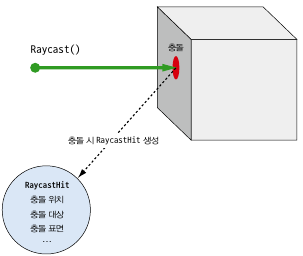 충돌
Raycast()
충돌 시 RaycastHit 생성
RaycastHit
충돌 위치
충돌 대상
충돌 표면
...